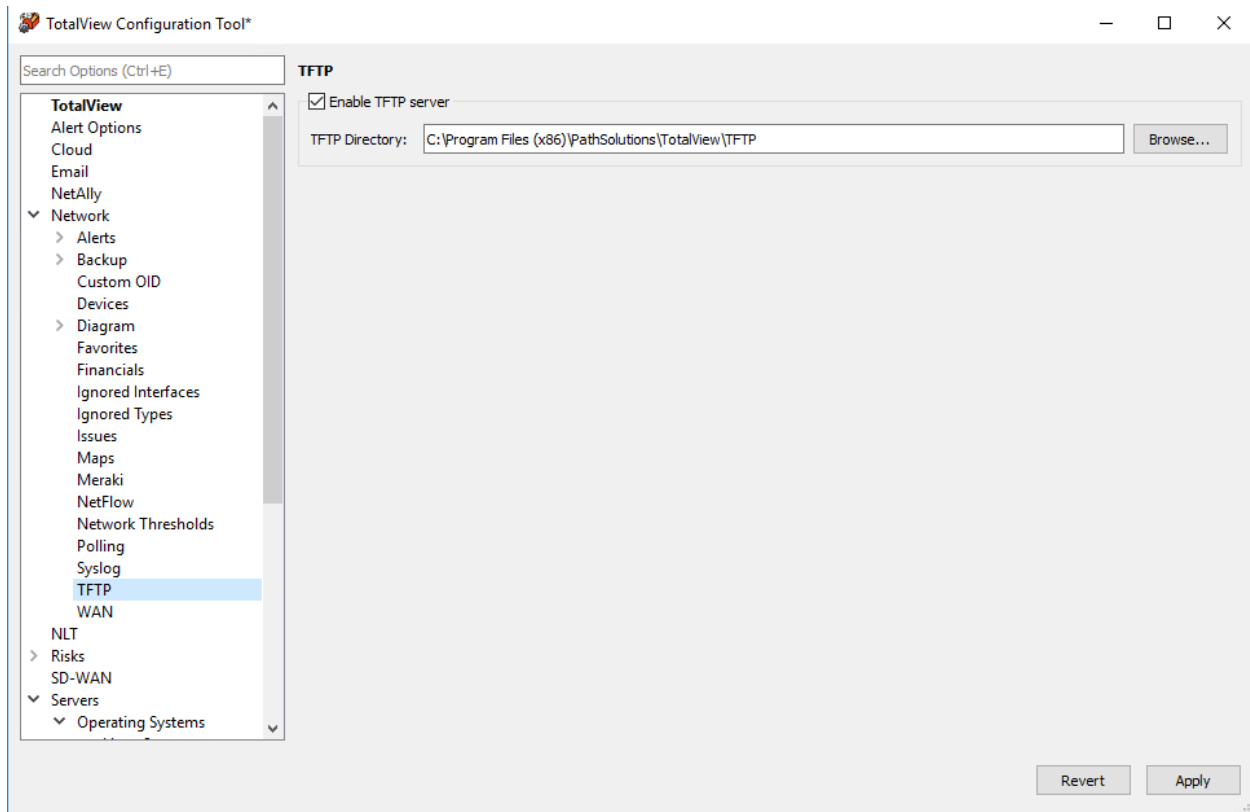 TotalView Configuration Tool*
Search Options (Ctrl+E)
TotalView
Alert Options
Cloud
Email
NetAlly
Network
Alerts
Backup
Custom OID
Devices
Diagram
Favorites
Financials
Ignored Interfaces
Ignored Types
Issues
Maps
Meraki
NetFlow
Network Thresholds
Polling
Syslog
TFTP
WAN
NLT
Risks
SD-WAN
Servers
Operating Systems
TFTP
Enable TFTP server
TFTP Directory: C:\Program Files (x86)\PathSolutions\TotalView\TFTP Browse...
Revert Apply